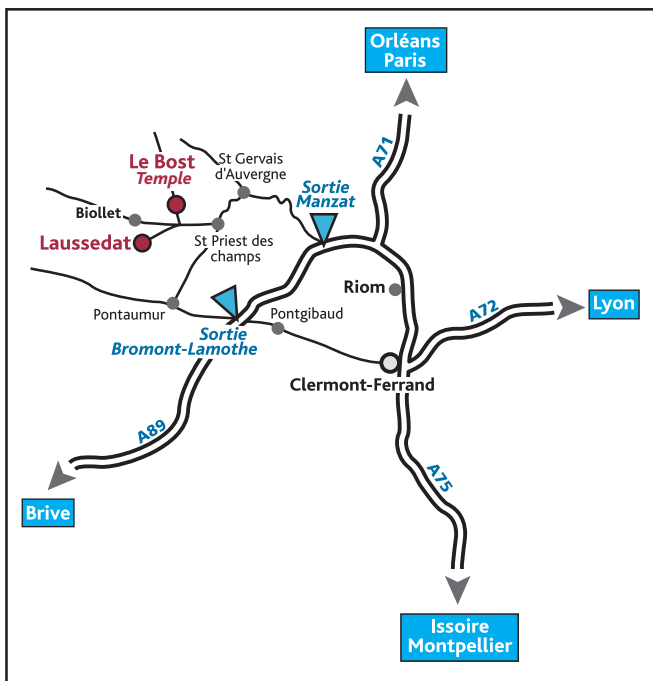 Orléans
Paris
A71
Le Bost
Temple
St Gervais
d'Auvergne
Sortie
Manzat
Biollet
Laussedat
St Priest des
champs
Riom
A72
Lyon
Pontaumur
Pontgibaud
Sortie
Bromont-Lamothe
Clermont-Ferrand
A89
A75
Brive
Issoire
Montpellier